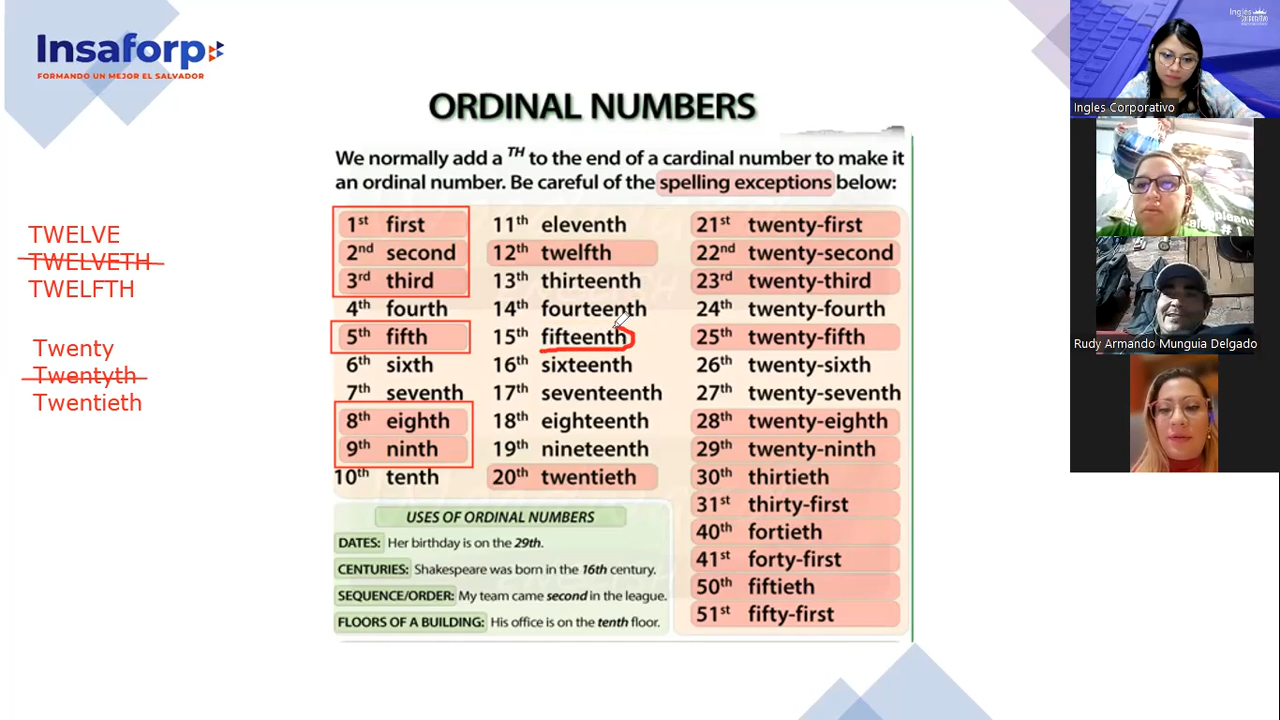 Insaforp
FORMANDO UN MEJOR EL SALVADOR
TWELVE
TWELVETH
TWELFTH
Twenty
Twentyth
Twentieth
ORDINAL NUMBERS
We normally add a TH to the end of a cardinal number to make it
an ordinal number. Be careful of the spelling exceptions below:
1st first
2nd second
3rd third
4th fourth
5th fifth
6th sixth
7th seventh
8th eighth
9th ninth
10th tenth
11th eleventh
12th twelfth
13th thirteenth
14th fourteenth
15th fifteenth
16th sixteenth
17th seventeenth
18th eighteenth
19th nineteenth
20th twentieth
21st twenty-first
22nd twenty-second
23rd twenty-third
24th twenty-fourth
25th twenty-fifth
26th twenty-sixth
27th twenty-seventh
28th twenty-eighth
29th twenty-ninth
30th thirtieth
31st thirty-first
40th fortieth
41st forty-first
50th fiftieth
51st fifty-first
USES OF ORDINAL NUMBERS
DATES: Her birthday is on the 29th.
CENTURIES: Shakespeare was born in the 16th century.
SEQUENCE/ORDER: My team came second in the league.
FLOORS OF A BUILDING: His office is on the tenth floor.
Ingles Corporativo
Rudy Armando Munguia Delgado